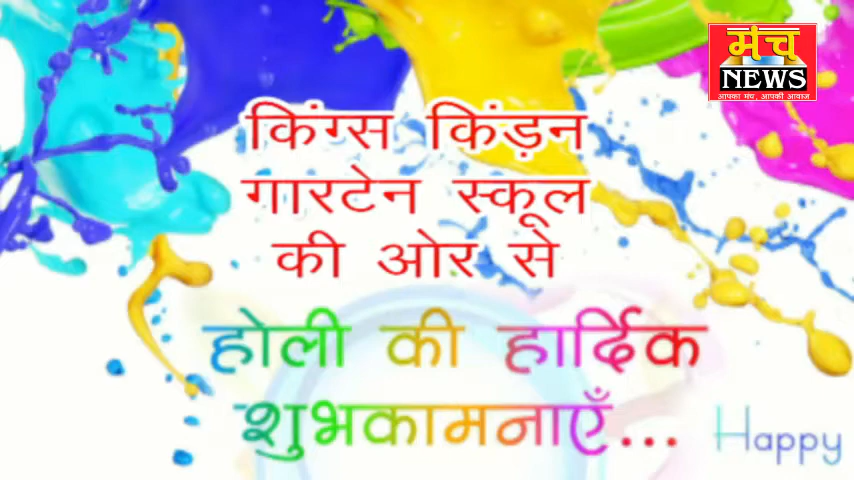 मंच
NEWS
आपका मंच, आपकी आवाज
किंग्स किंड़न
गारटेन स्कूल
की ओर से
होली की हार्दिक
शुभकामनाएँ...
Happy